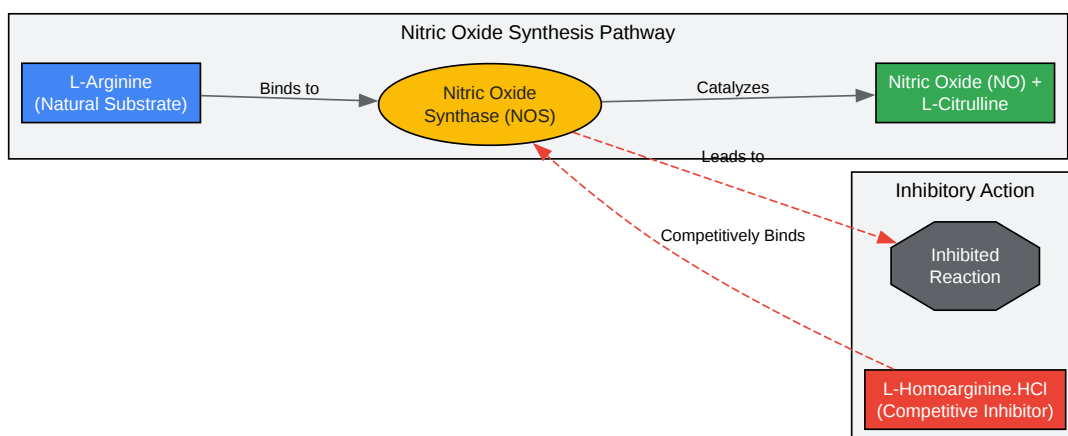 Nitric Oxide Synthesis Pathway
L-Arginine
(Natural Substrate)
Binds to
Nitric Oxide
Synthase (NOS)
Catalyzes
Nitric Oxide (NO) +
L-Citrulline
Leads to
Inhibitory Action
Competitively Binds
Inhibited
Reaction
L-Homoarginine.HCl
(Competitive Inhibitor)